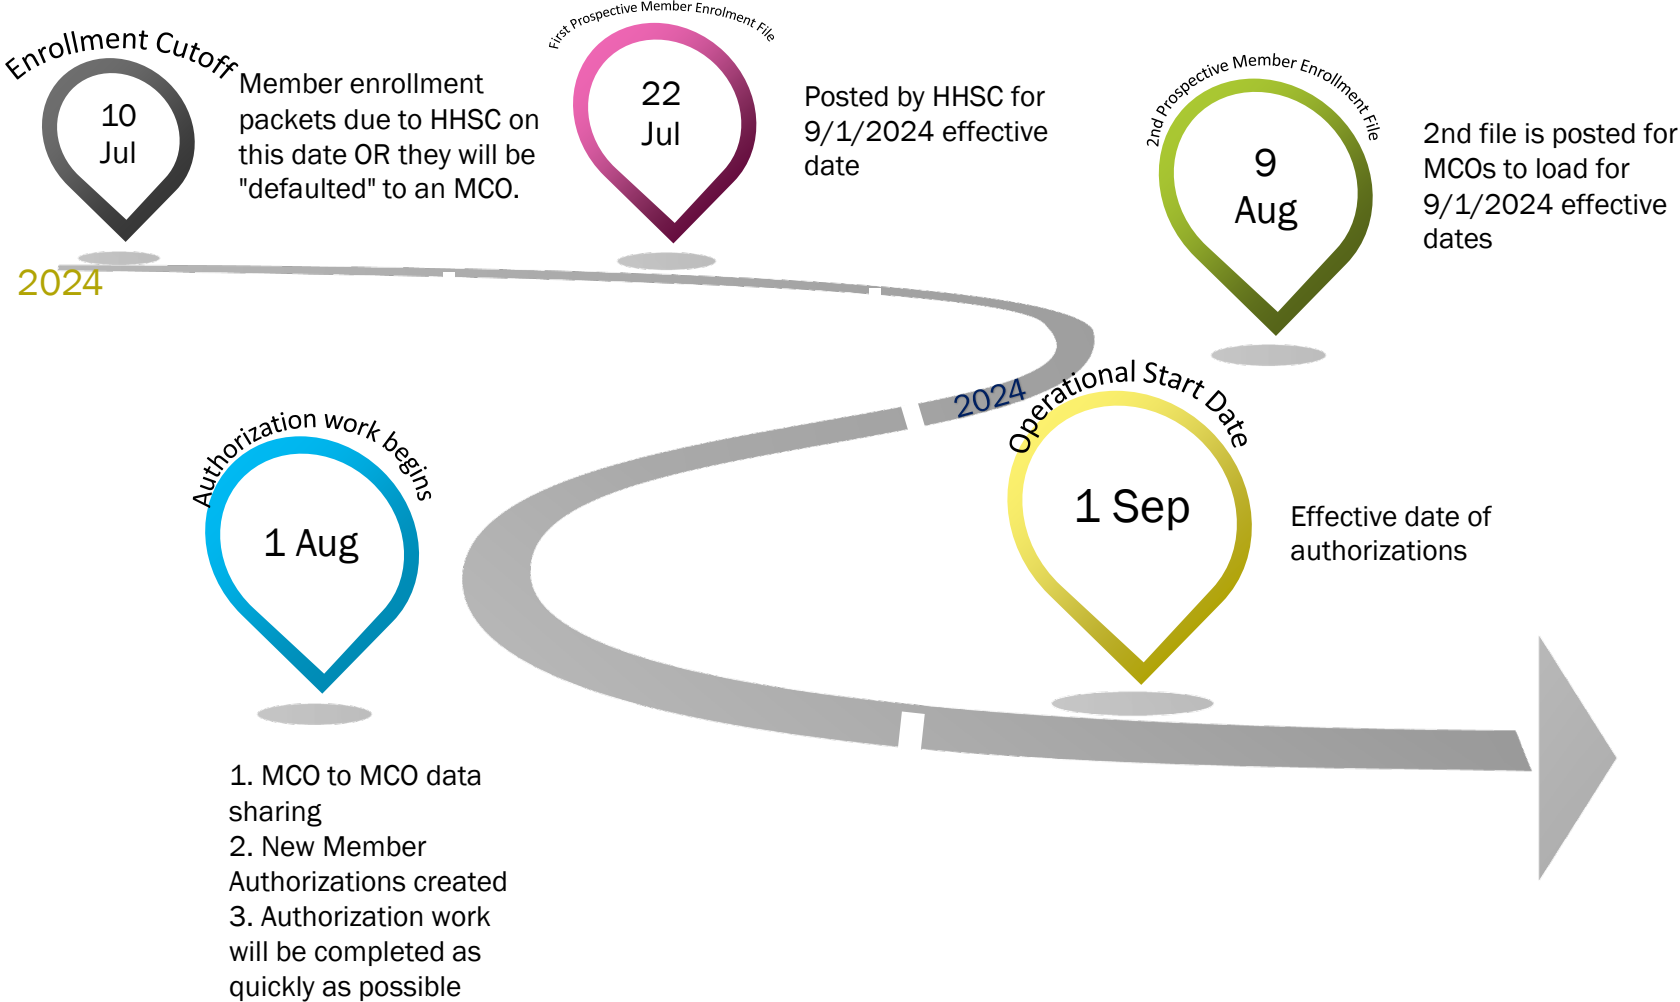 Enrollment Cutoff
10
Jul
Member enrollment
packets due to HHSC on
this date OR they will be
"defaulted" to an MCO.
First Prospective Member Enrolment File
22
Jul
Posted by HHSC for
9/1/2024 effective
date
2nd Prospective Member Enrollment File
9
Aug
2nd file is posted for
MCOs to load for
9/1/2024 effective
dates
2024
2024
Authorization work begins
1 Aug
1. MCO to MCO data
sharing
2. New Member
Authorizations created
3. Authorization work
will be completed as
quickly as possible
Operational Start Date
1 Sep
Effective date of
authorizations